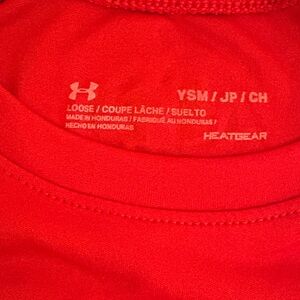 YSM / JP / CH
LOOSE / COUPE LÂCHE / SUELTO
MADE IN HONDURAS / FABRIQUÉ AU HONDURAS/
HECHO EN HONDURAS
HEATGEAR